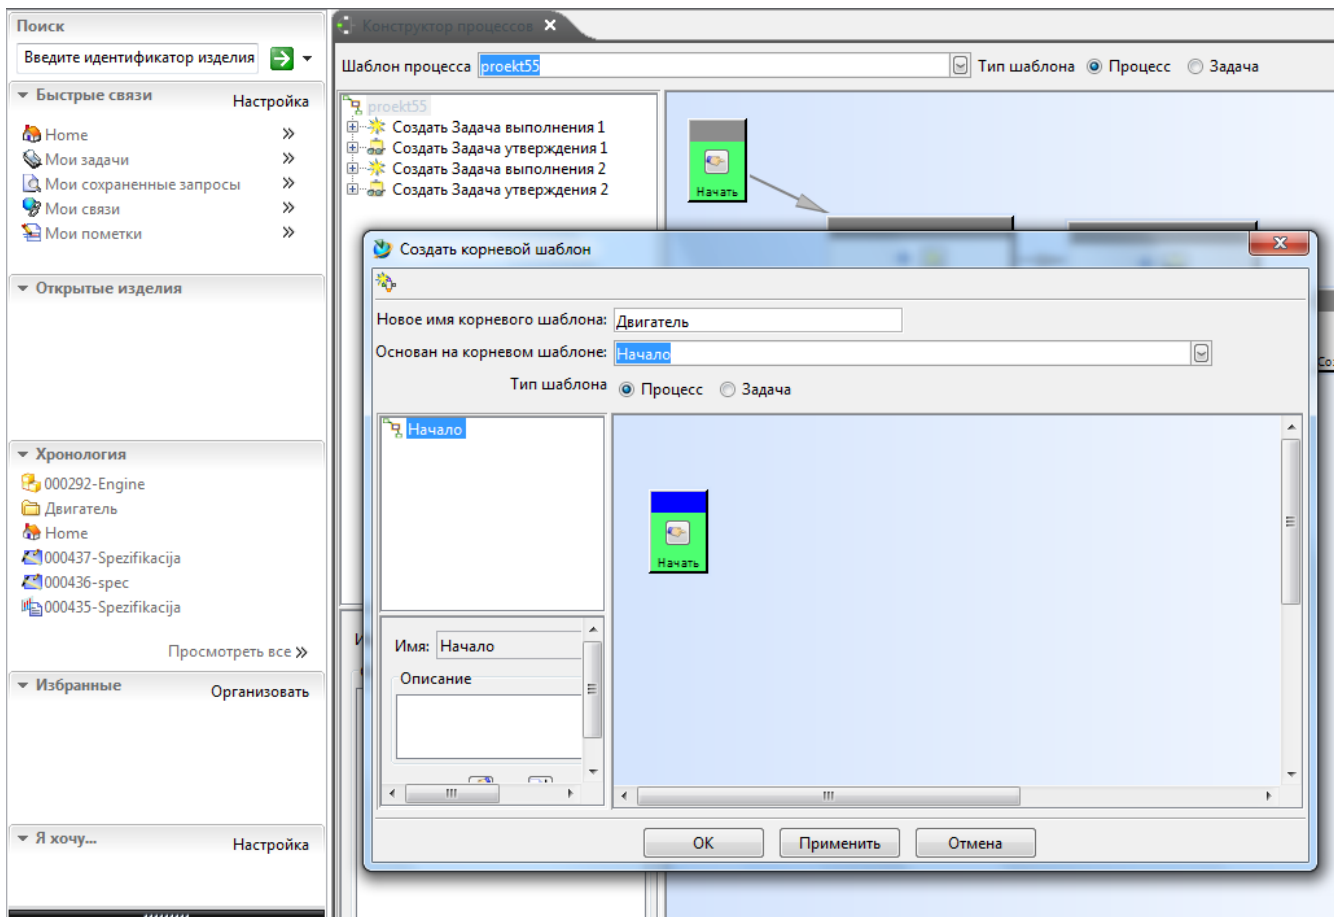 Поиск
Введите идентификатор изделия
Быстрые связи
Настройка
Home
Мои задачи
Мои сохраненные запросы
Мои связи
Мои пометки
Открытые изделия
Хронология
000292-Engine
Двигатель
Home
000437-Spezifikacija
000436-spec
000435-Spezifikacija
Просмотреть все
Избранные
Организовать
Я хочу...
Настройка
Конструктор процессов
Шаблон процесса proekt55 Тип шаблона Процесс Задача
proekt55
Создать Задача выполнения 1
Создать Задача утверждения 1
Создать Задача выполнения 2
Создать Задача утверждения 2
Начать
Создать корневой шаблон
Новое имя корневого шаблона: Двигатель
Основан на корневом шаблоне: Начало
Тип шаблона Процесс Задача
Начало
Начать
Имя: Начало
Описание
ОК Применить Отмена